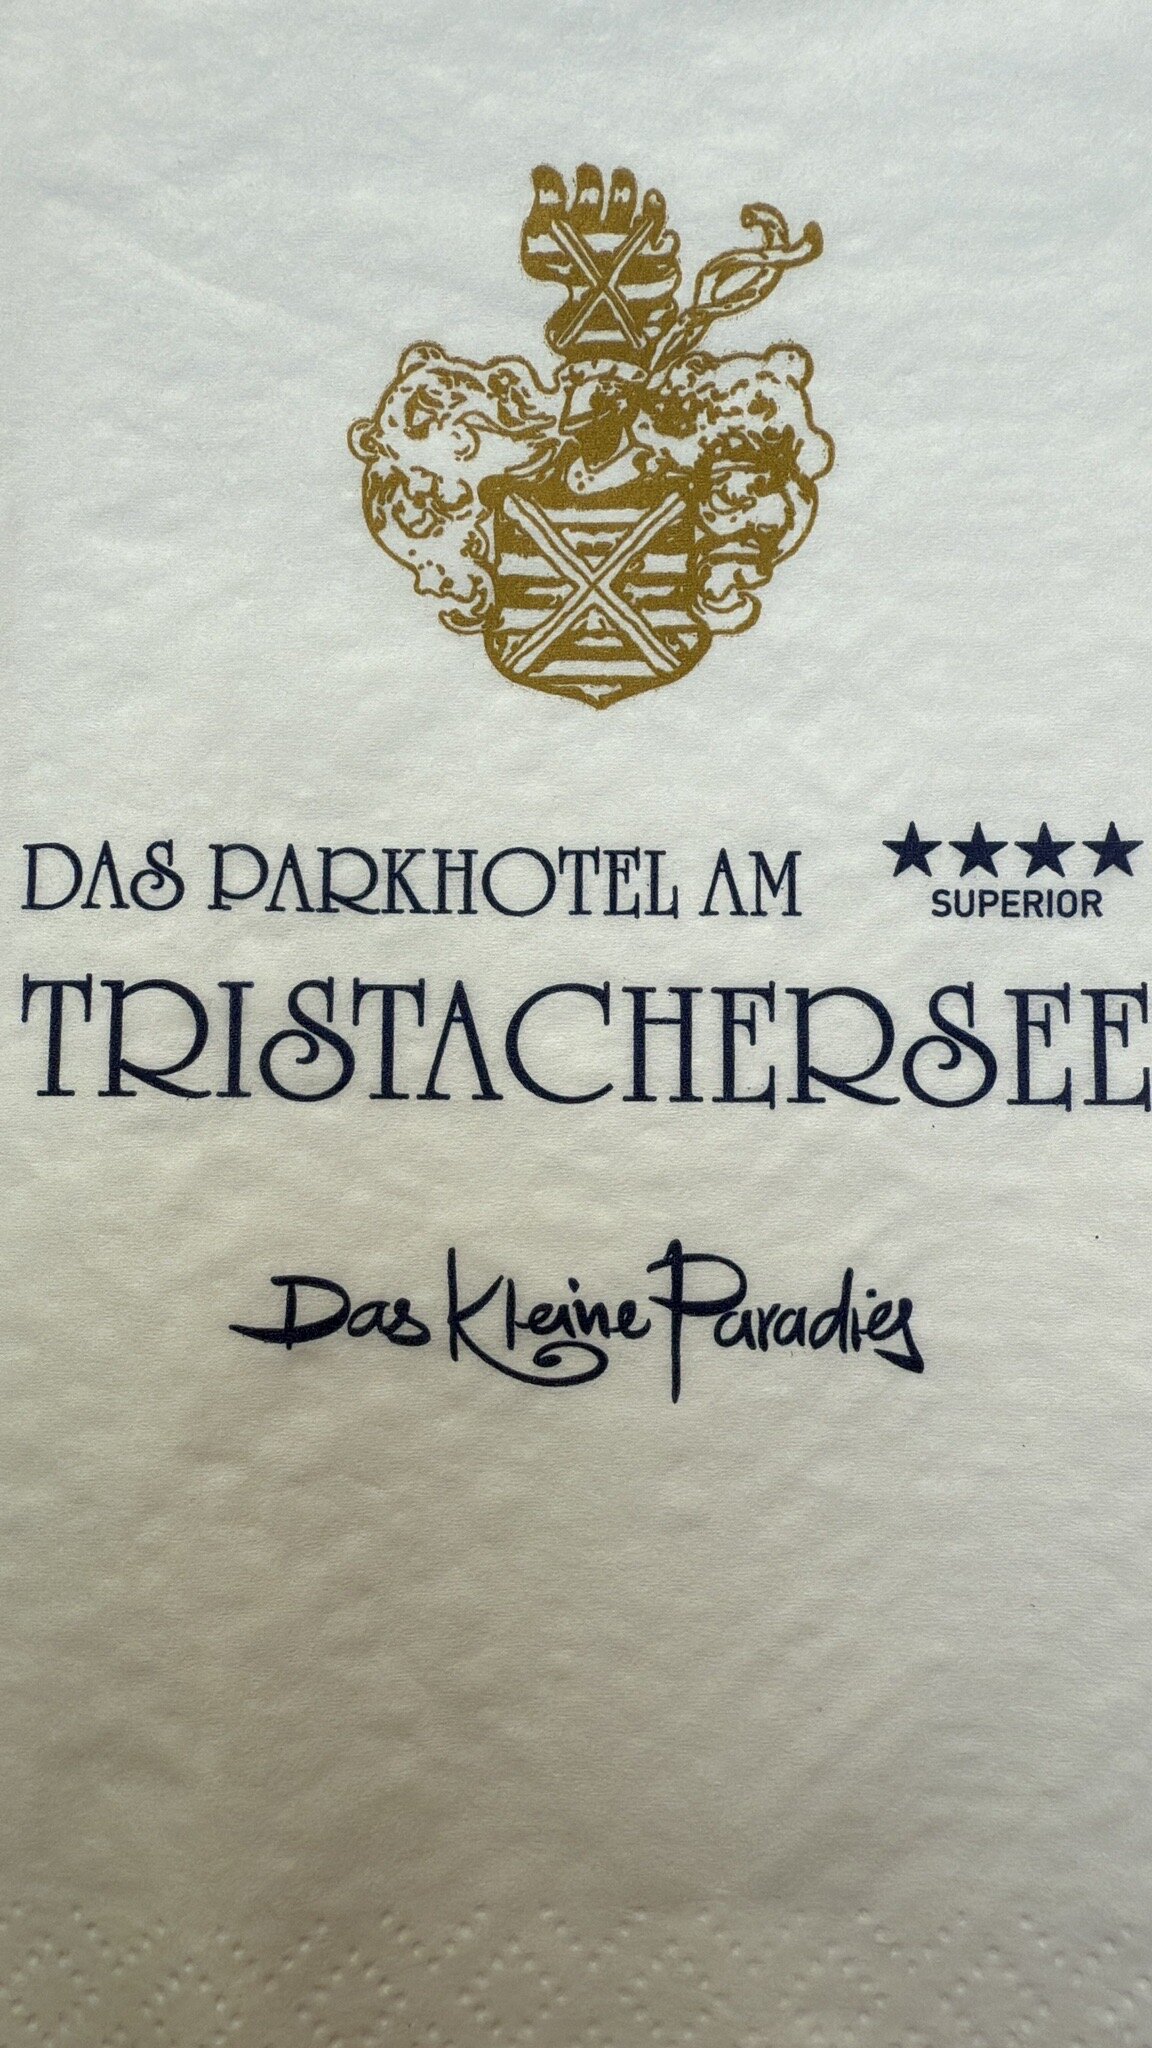 DAS PARKHOTEL AM
★★★★
SUPERIOR
TRISTACHERSEE
Das Kleine Paradies